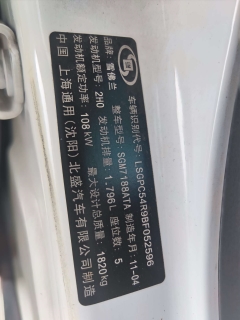 品牌: 雪佛兰
车辆识别代号: LSGPC54R9BF052596
整车型号: SGM7188ATA 制造年月: 11-04
发动机型号: 2H0 发动机排量: 1.796L 座位数: 5
发动机额定功率: 108 kW 最大设计总质量: 1820kg
中国 上海通用(沈阳)北盛汽车有限公司制造